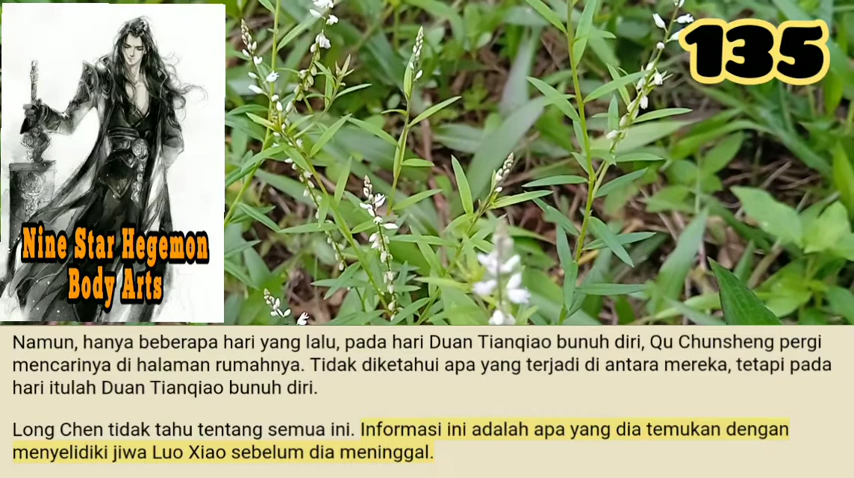 135
Nine Star Hegemon
Body Arts
Namun, hanya beberapa hari yang lalu, pada hari Duan Tianqiao bunuh diri, Qu Chunsheng pergi
mencarinya di halaman rumahnya. Tidak diketahui apa yang terjadi di antara mereka, tetapi pada
hari itulah Duan Tianqiao bunuh diri.
Long Chen tidak tahu tentang semua ini. Informasi ini adalah apa yang dia temukan dengan
menyelidiki jiwa Luo Xiao sebelum dia meninggal.